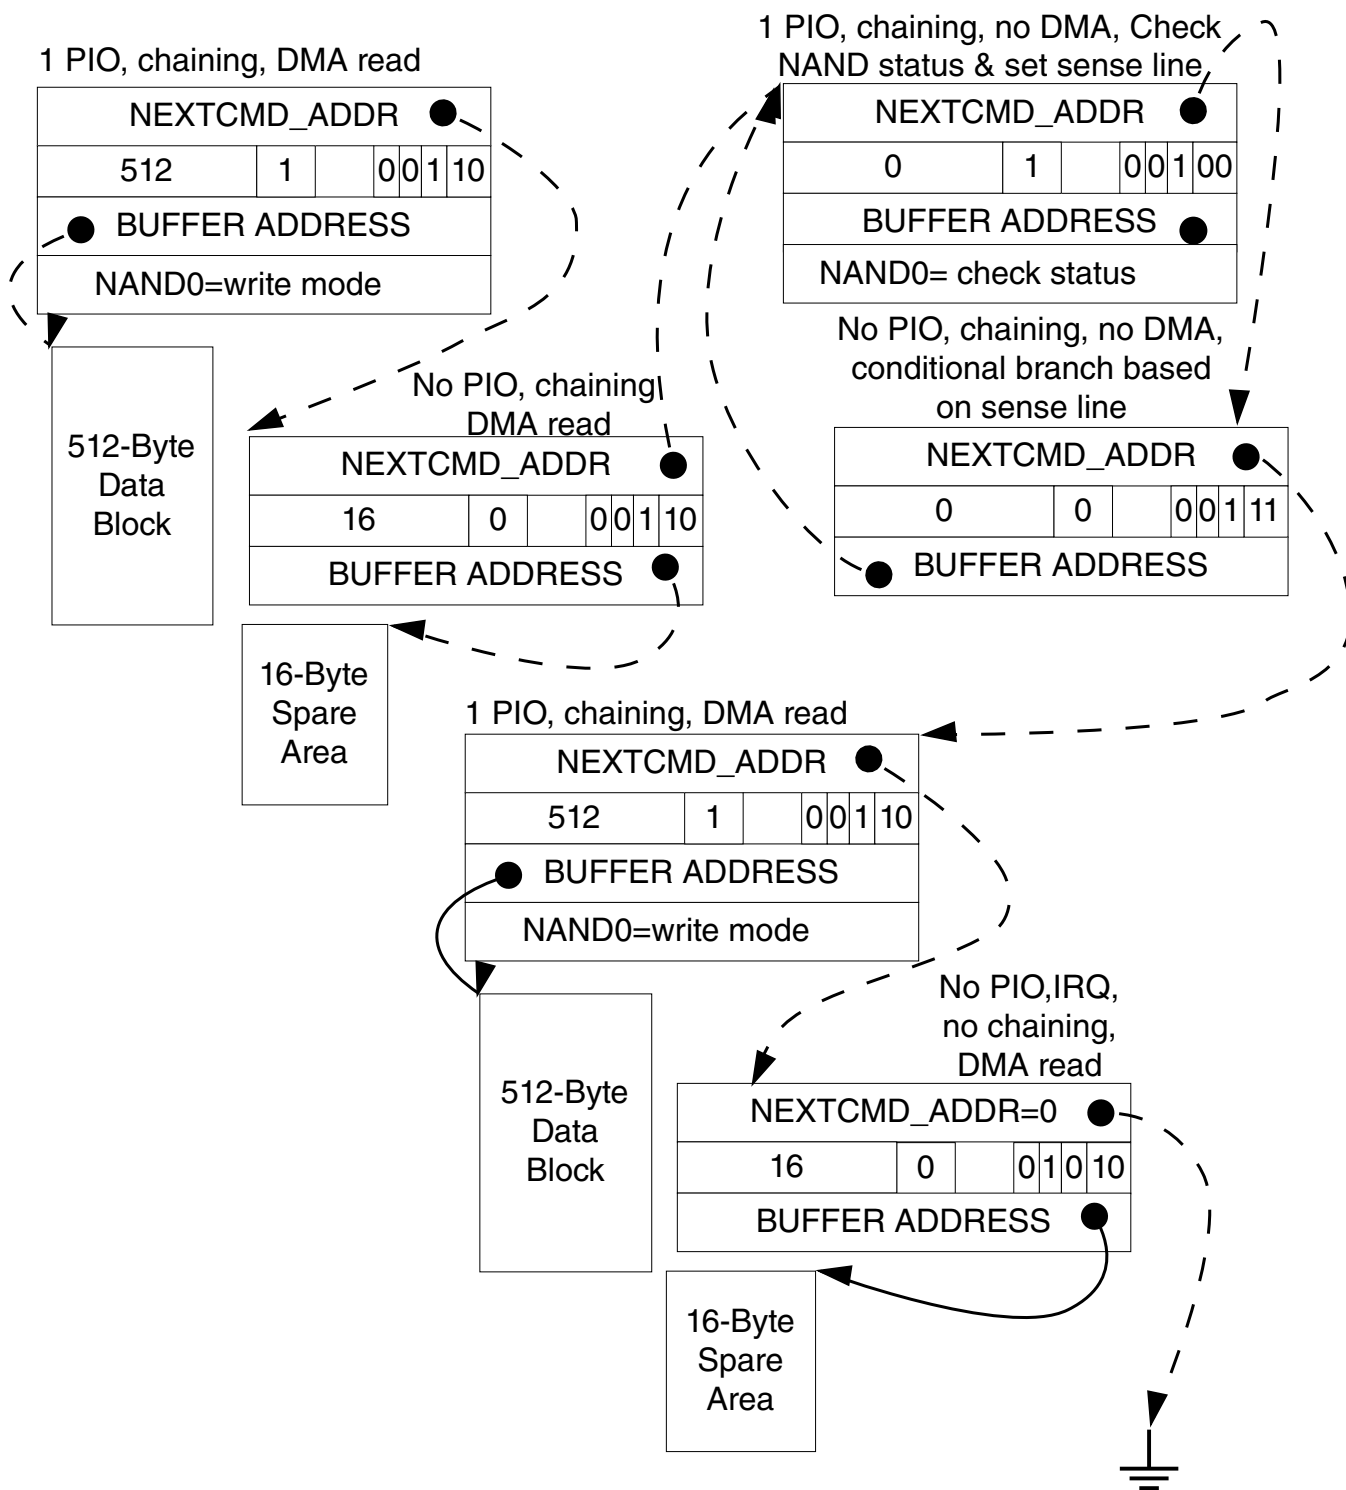 1 PIO, chaining, DMA read
NEXTCMD_ADDR
512 1 0 0 1 10
BUFFER ADDRESS
NAND0=write mode
512-Byte
Data
Block
No PIO, chaining
DMA read
NEXTCMD_ADDR
16 0 0 0 1 10
BUFFER ADDRESS
16-Byte
Spare
Area
1 PIO, chaining, no DMA, Check
NAND status & set sense line
NEXTCMD_ADDR
0 1 0 0 1 00
BUFFER ADDRESS
NAND0= check status
No PIO, chaining, no DMA,
conditional branch based
on sense line
NEXTCMD_ADDR
0 0 0 0 1 11
BUFFER ADDRESS
1 PIO, chaining, DMA read
NEXTCMD_ADDR
512 1 0 0 1 10
BUFFER ADDRESS
NAND0=write mode
512-Byte
Data
Block
No PIO,IRQ,
no chaining,
DMA read
NEXTCMD_ADDR=0
16 0 0 1 0 10
BUFFER ADDRESS
16-Byte
Spare
Area